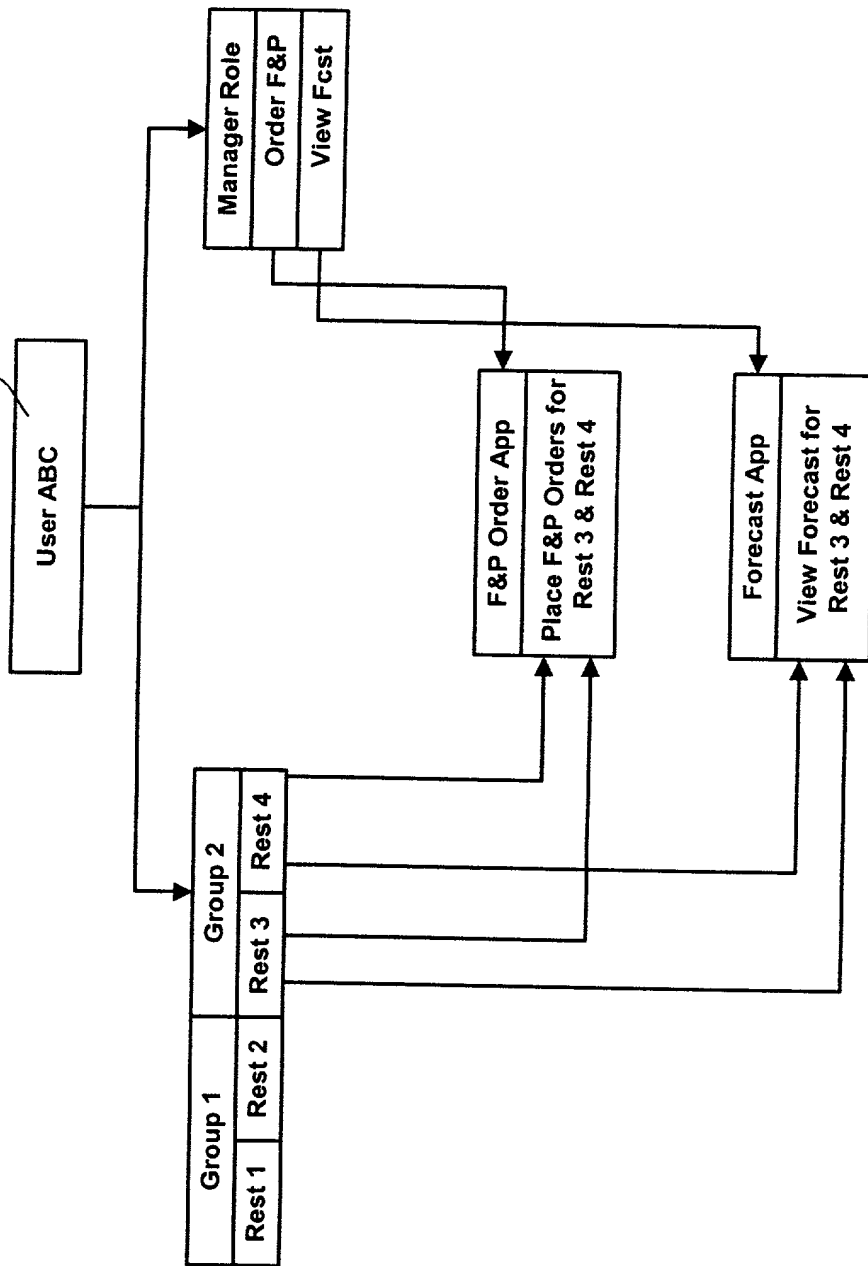 User ABC
Group 1
Group 2
Rest 1
Rest 2
Rest 3
Rest 4
Manager Role
Order F&P
View Fcst
F&P Order App
Place F&P Orders for
Rest 3 & Rest 4
Forecast App
View Forecast for
Rest 3 & Rest 4